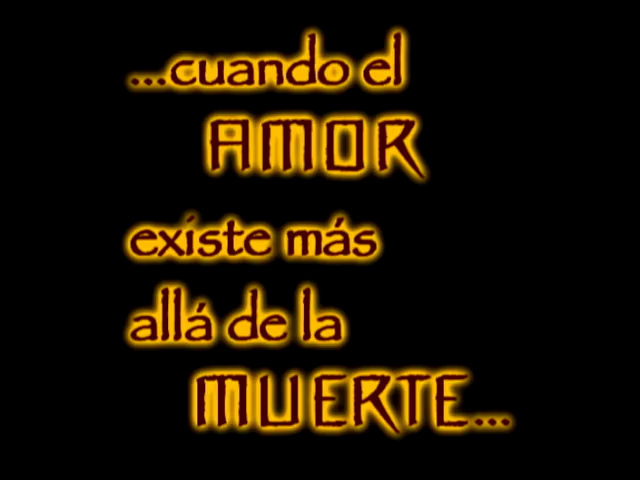 ...cuando el
AMOR
existe más
allá de la
MUERTE...